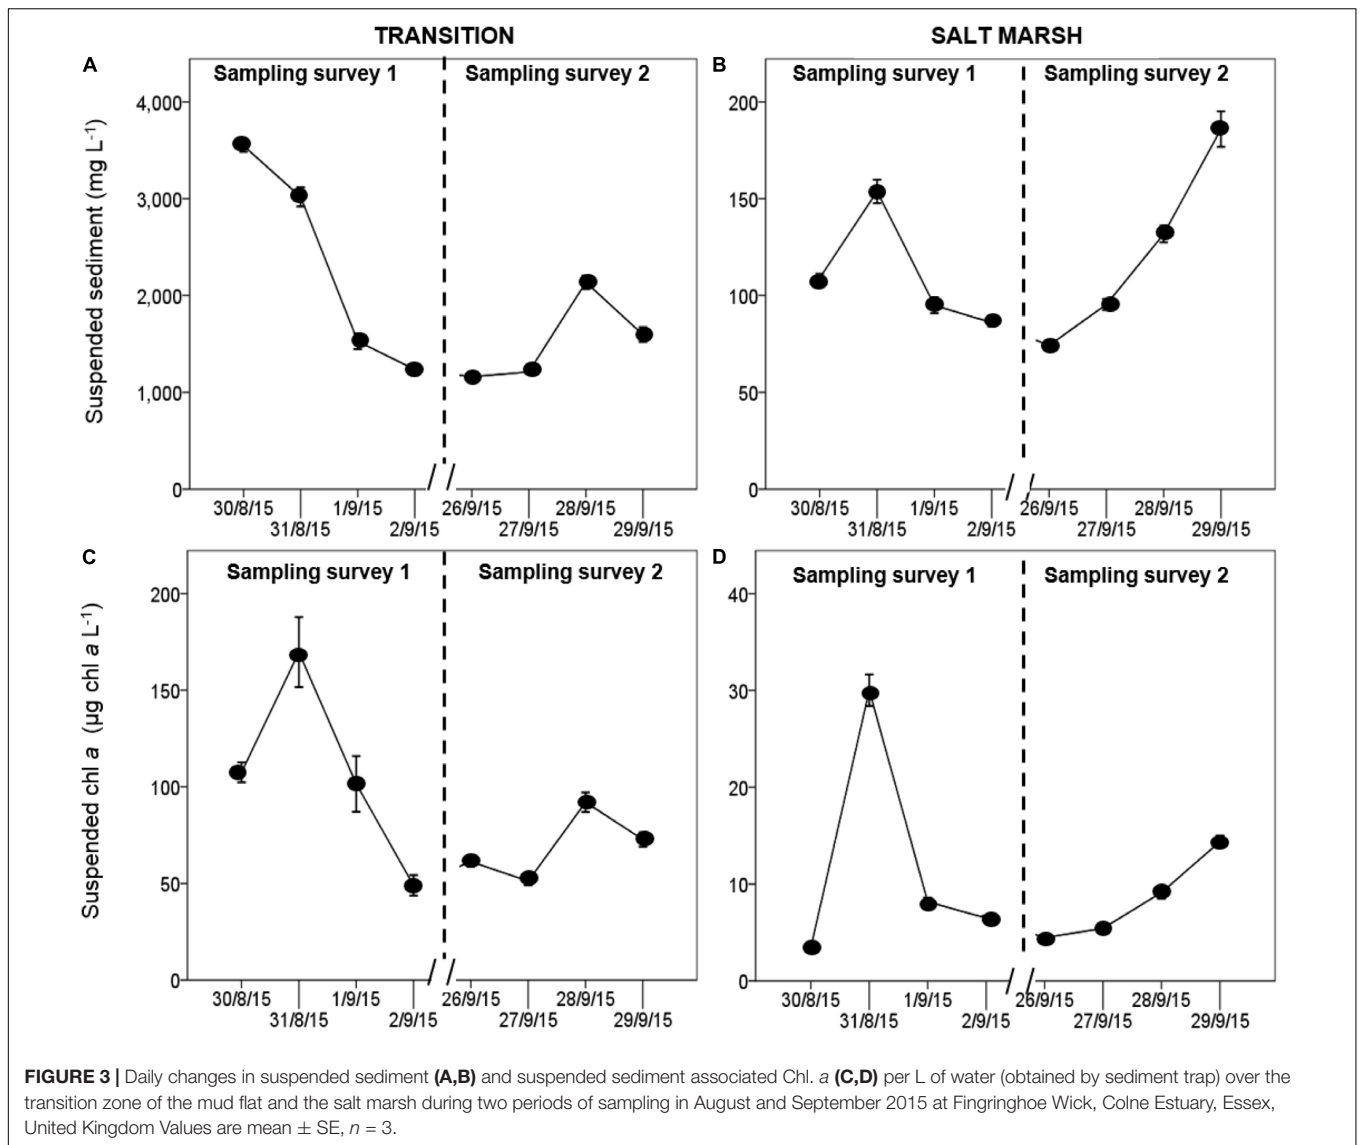 TRANSITION
SALT MARSH
A
Sampling survey 1
Sampling survey 2
Suspended sediment (mg L-1)
4,000
3,000
2,000
1,000
0
30/8/15
31/8/15
1/9/15
2/9/15
26/9/15
27/9/15
28/9/15
29/9/15
B
Sampling survey 1
Sampling survey 2
200
150
100
50
0
30/8/15
31/8/15
1/9/15
2/9/15
26/9/15
27/9/15
28/9/15
29/9/15
C
Sampling survey 1
Sampling survey 2
Suspended chl a (µg chl a L-1)
200
150
100
50
0
30/8/15
31/8/15
1/9/15
2/9/15
26/9/15
27/9/15
28/9/15
29/9/15
D
Sampling survey 1
Sampling survey 2
40
30
20
10
0
30/8/15
31/8/15
1/9/15
2/9/15
26/9/15
27/9/15
28/9/15
29/9/15
FIGURE 3 | Daily changes in suspended sediment (A,B) and suspended sediment associated Chl. a (C,D) per L of water (obtained by sediment trap) over the
transition zone of the mud flat and the salt marsh during two periods of sampling in August and September 2015 at Fingringhoe Wick, Colne Estuary, Essex,
United Kingdom Values are mean ± SE, n = 3.